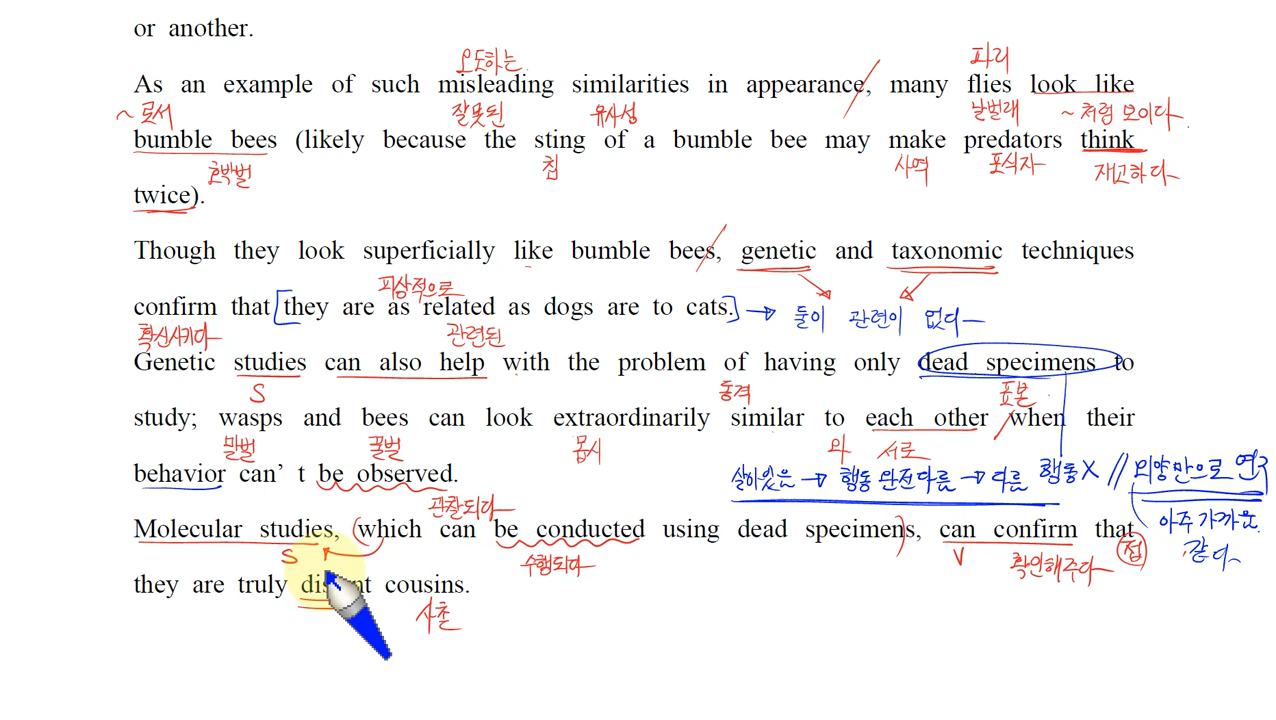 or another.
오도하는 파리
As an example of such misleading similarities in appearance, many flies look like
~로서 잘못된 유사성 날벌래 ~처럼 보이다
bumble bees (likely because the sting of a bumble bee may make predators think
호박벌 침 사역 포식자 재고하다
twice).
Though they look superficially like bumble bees, genetic and taxonomic techniques
피상적으로
confirm that [they are as related as dogs are to cats.] → 둘이 관련이 없다
확신시키다 관련된
Genetic studies can also help with the problem of having only dead specimens to
S 통격 표본
study; wasps and bees can look extraordinarily similar to each other when their
말벌 꿀벌 몹시 와 서로
behavior can' t be observed. 살아있음 → 행동 완전다름 → 다름 행동X // 외양만으로 연구
관찰되다 아주 가까운
Molecular studies, (which can be conducted using dead specimens), can confirm that
S 수행되다 V 확인해주다 접 같다
they are truly cousins.
사촌